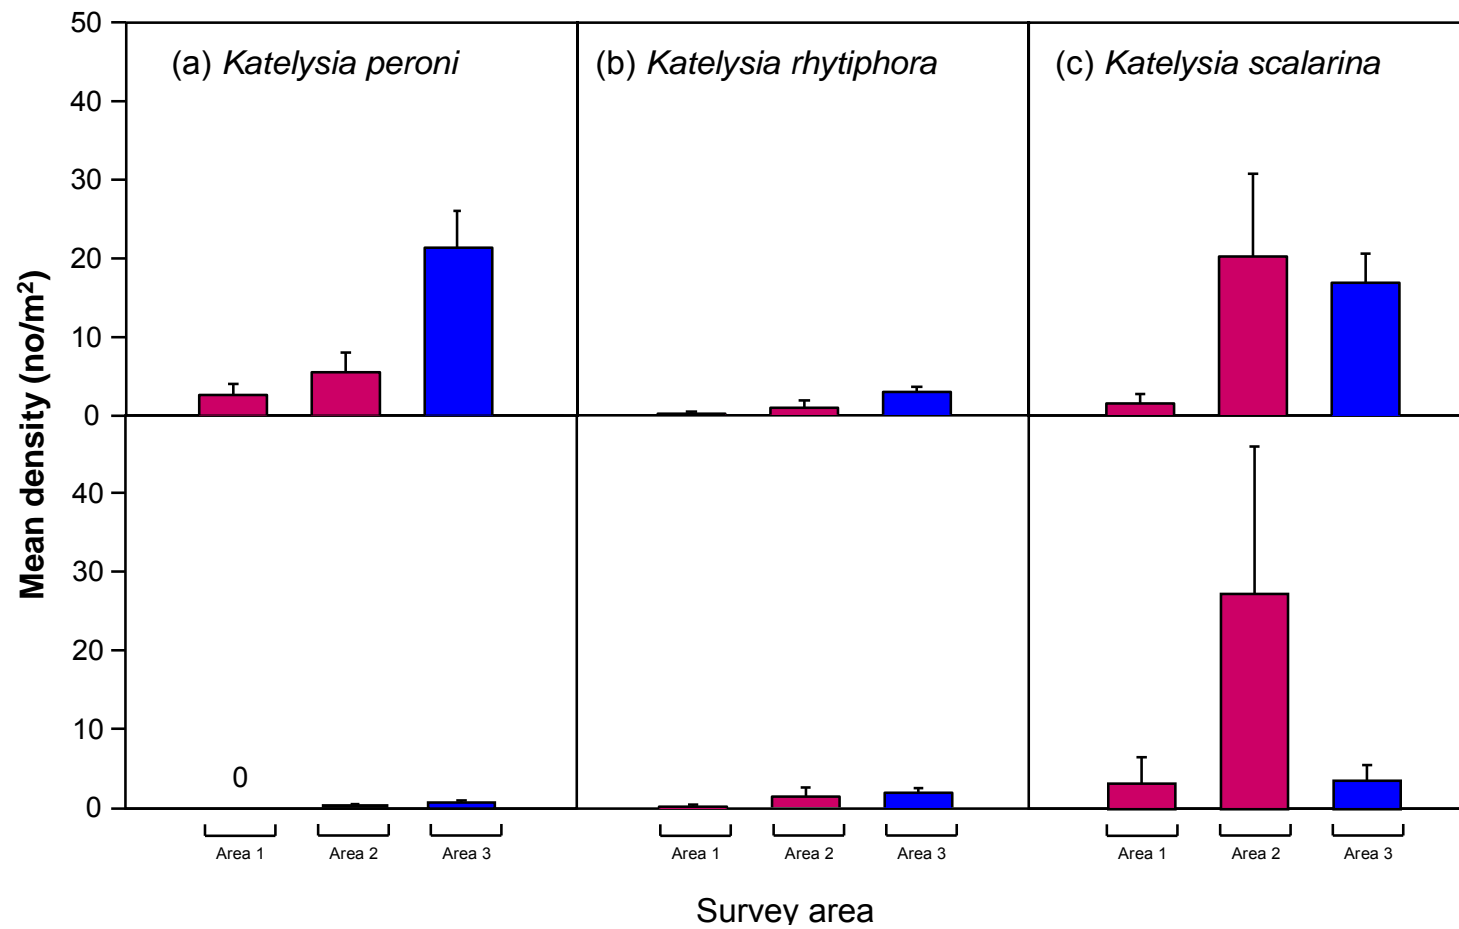 50
(a) Katelysia peroni
(b) Katelysia rhytiphora
(c) Katelysia scalarina
40
30
20
10
0
Mean density (no/m²)
40
30
20
10
0
0
Area 1 Area 2 Area 3
Area 1 Area 2 Area 3
Area 1 Area 2 Area 3
Survey area